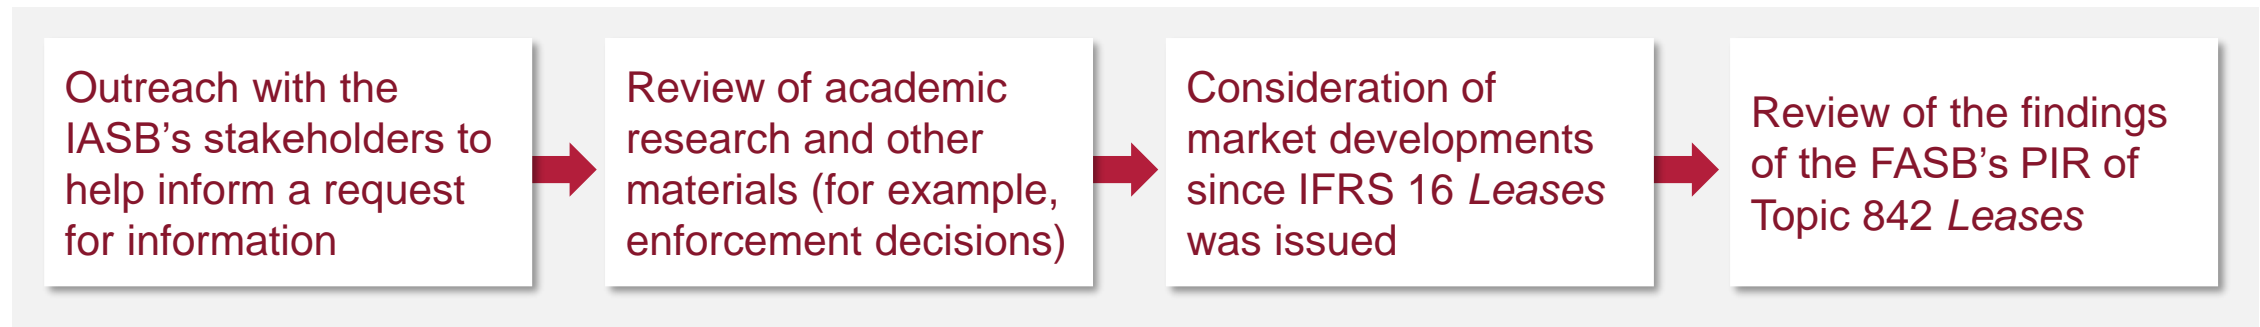 Outreach with the
IASB’s stakeholders to
help inform a request
for information
Review of academic
research and other
materials (for example,
enforcement decisions)
Consideration of
market developments
since IFRS 16 Leases
was issued
Review of the findings
of the FASB’s PIR of
Topic 842 Leases